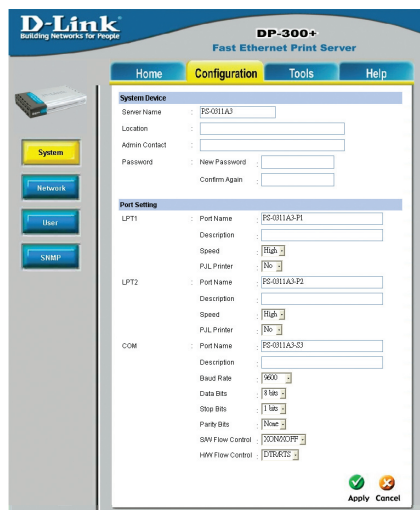 D-Link
Building Networks for People
DP-300+
Fast Ethernet Print Server
Home Configuration Tools Help
System
Network
User
SNMP
System Device
Server Name : PS-0311A3
Location :
Admin Contact :
Password : New Password :
Confirm Again :
Port Setting
LPT1 : Port Name : PS-0311A3-P1
Description :
Speed : High
PJL Printer : No
LPT2 : Port Name : PS-0311A3-P2
Description :
Speed : High
PJL Printer : No
COM : Port Name : PS-0311A3-S3
Description :
Baud Rate : 9600
Data Bits : 8 bits
Stop Bits : 1 bits
Parity Bits : None
S/W Flow Control : XON/XOFF
H/W Flow Control : DTR/RTS
Apply Cancel